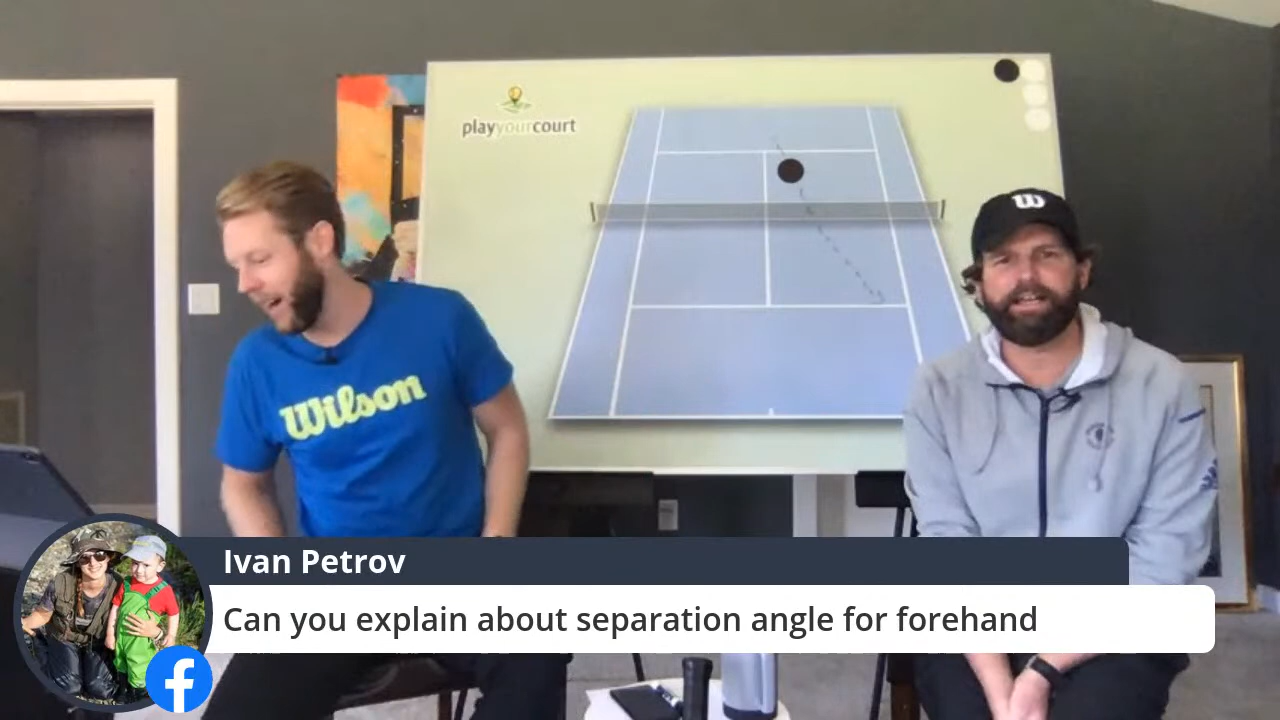 playyourcourt
W
Wilson
Ivan Petrov
Can you explain about separation angle for forehand
f